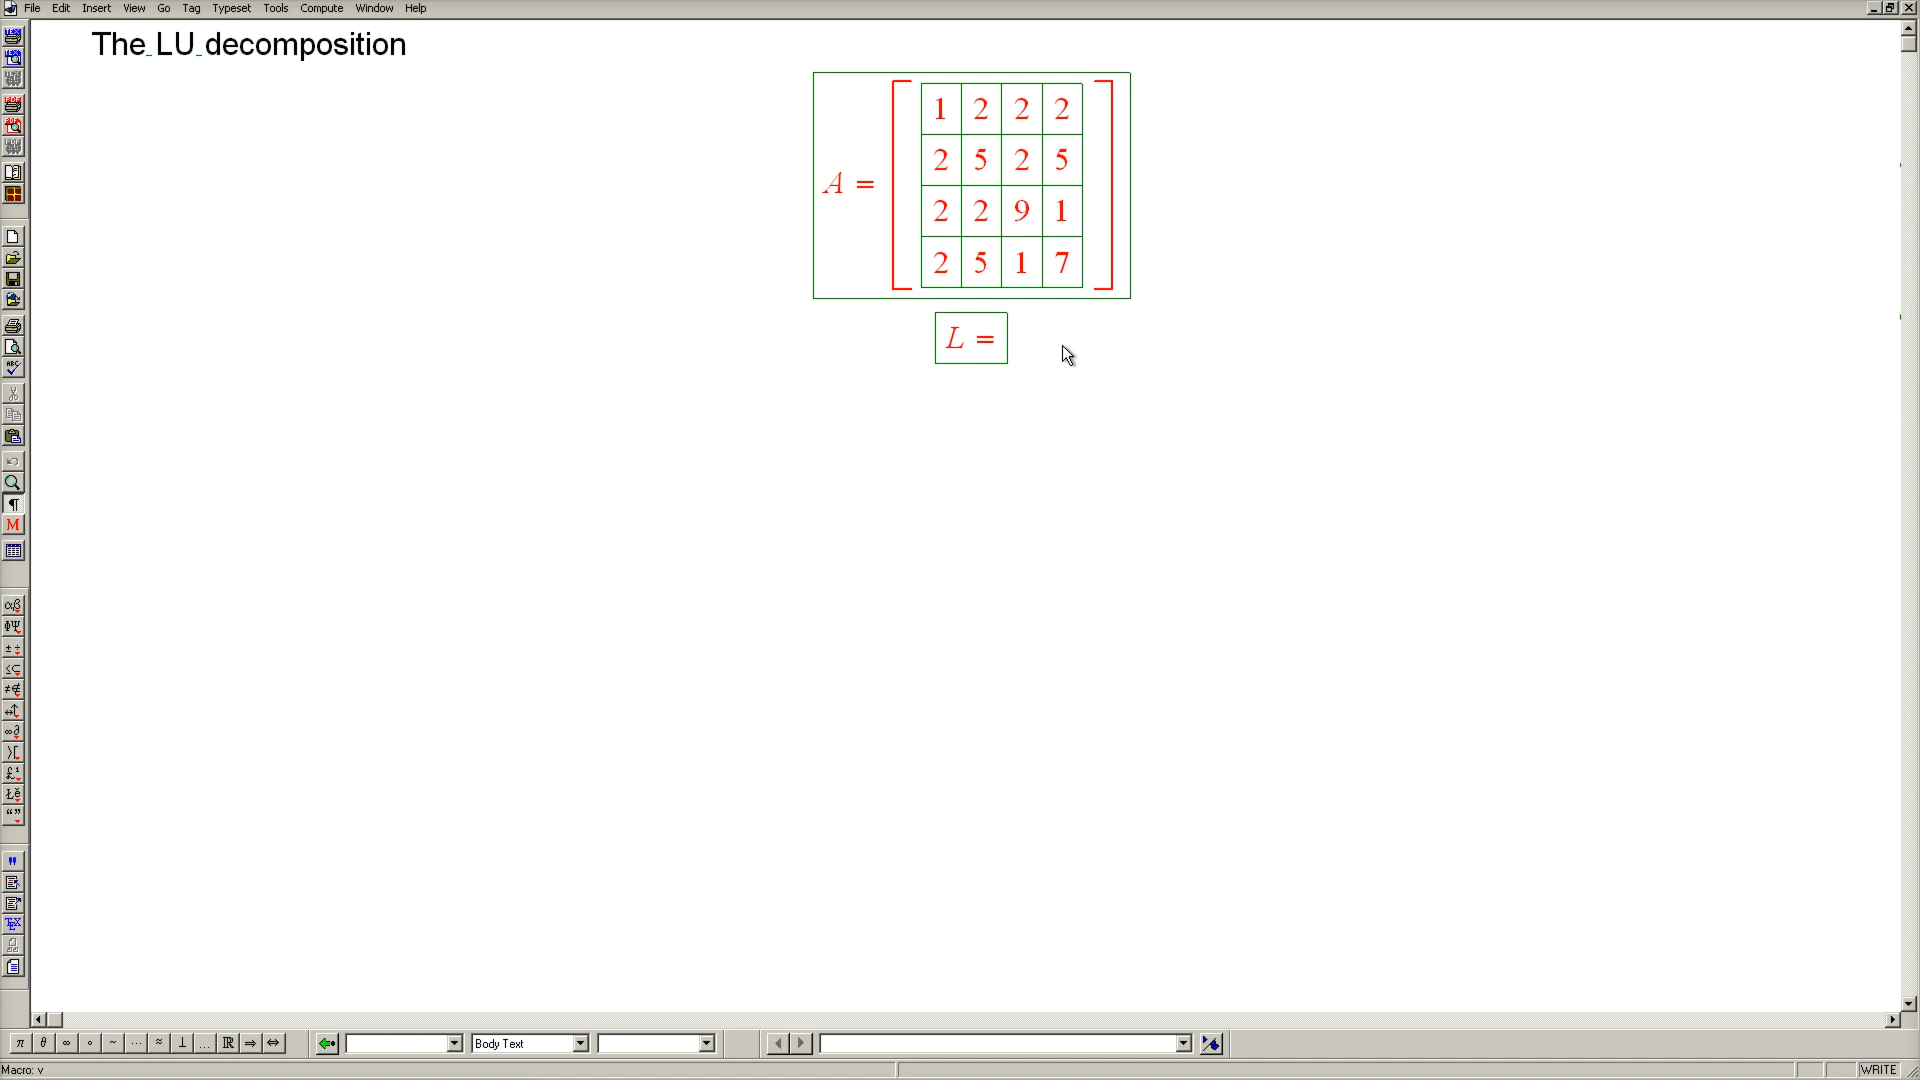 File Edit Insert View Go Tag Typeset Tools Compute Window Help
The LU decomposition
A = [
1 2 2 2
2 5 2 5
2 2 9 1
2 5 1 7
]
L =
π θ ∞ ∘ ~ ⋯ ≈ ⊥ … ℝ ⇒ ⇔ Body Text
Macro: v WRITE